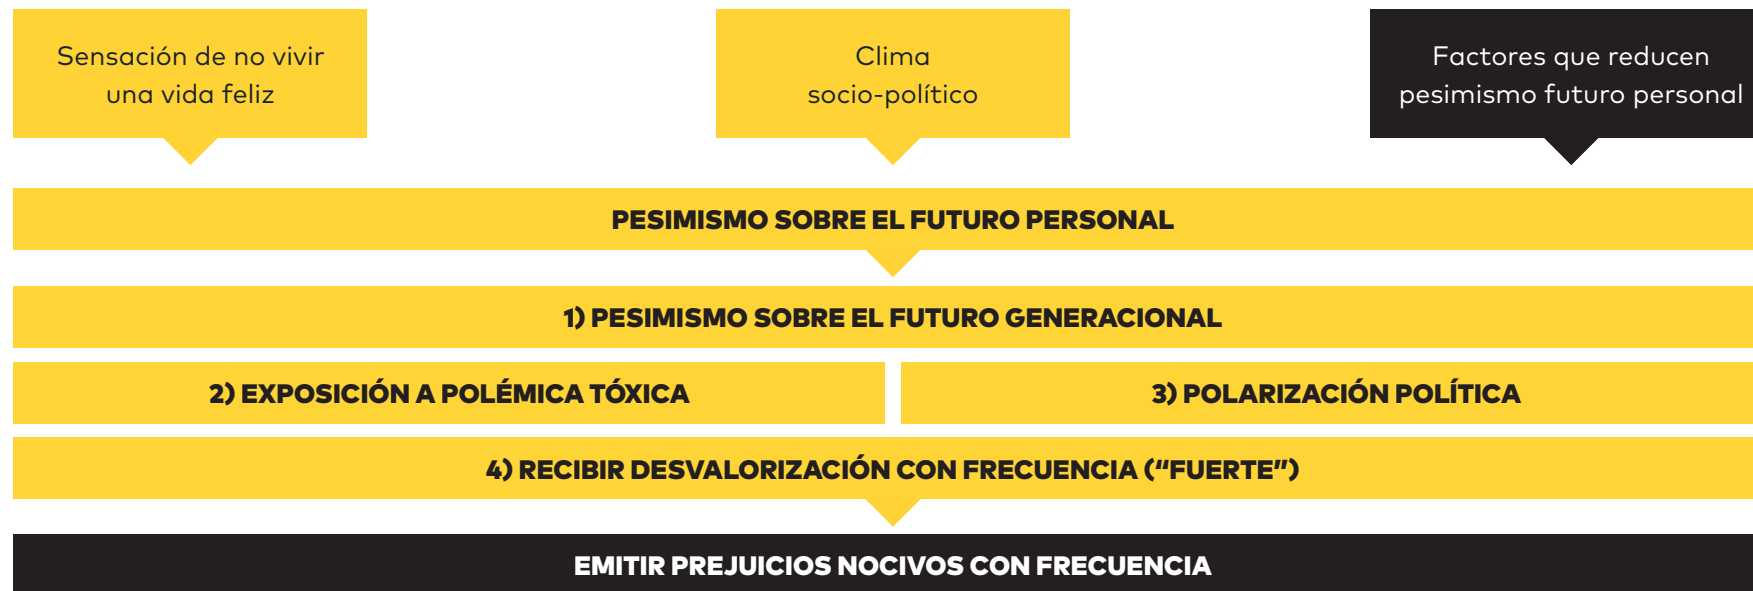 Sensación de no vivir
una vida feliz
Clima
socio-político
Factores que reducen
pesimismo futuro personal
PESIMISMO SOBRE EL FUTURO PERSONAL
1) PESIMISMO SOBRE EL FUTURO GENERACIONAL
2) EXPOSICIÓN A POLÉMICA TÓXICA
3) POLARIZACIÓN POLÍTICA
4) RECIBIR DESVALORIZACIÓN CON FRECUENCIA (“FUERTE”)
EMITIR PREJUICIOS NOCIVOS CON FRECUENCIA